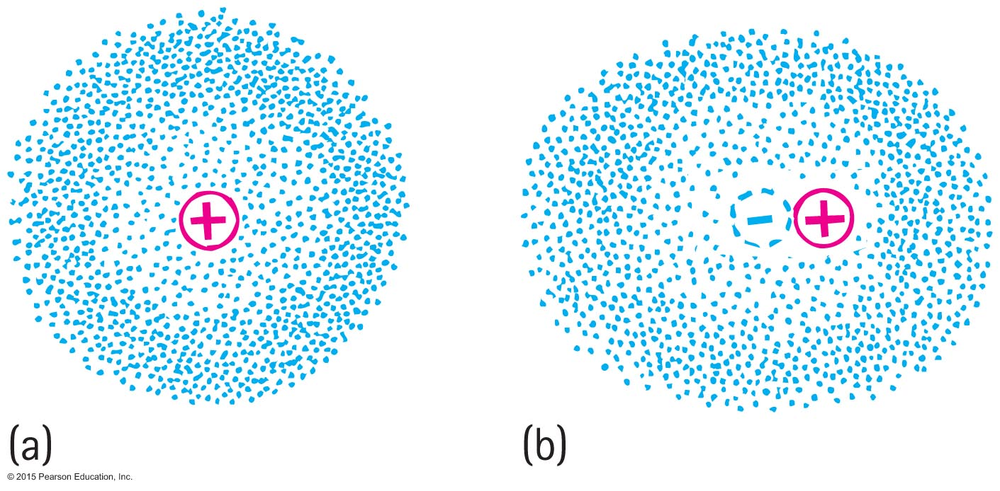 +
− +
(a) (b)
© 2015 Pearson Education, Inc.